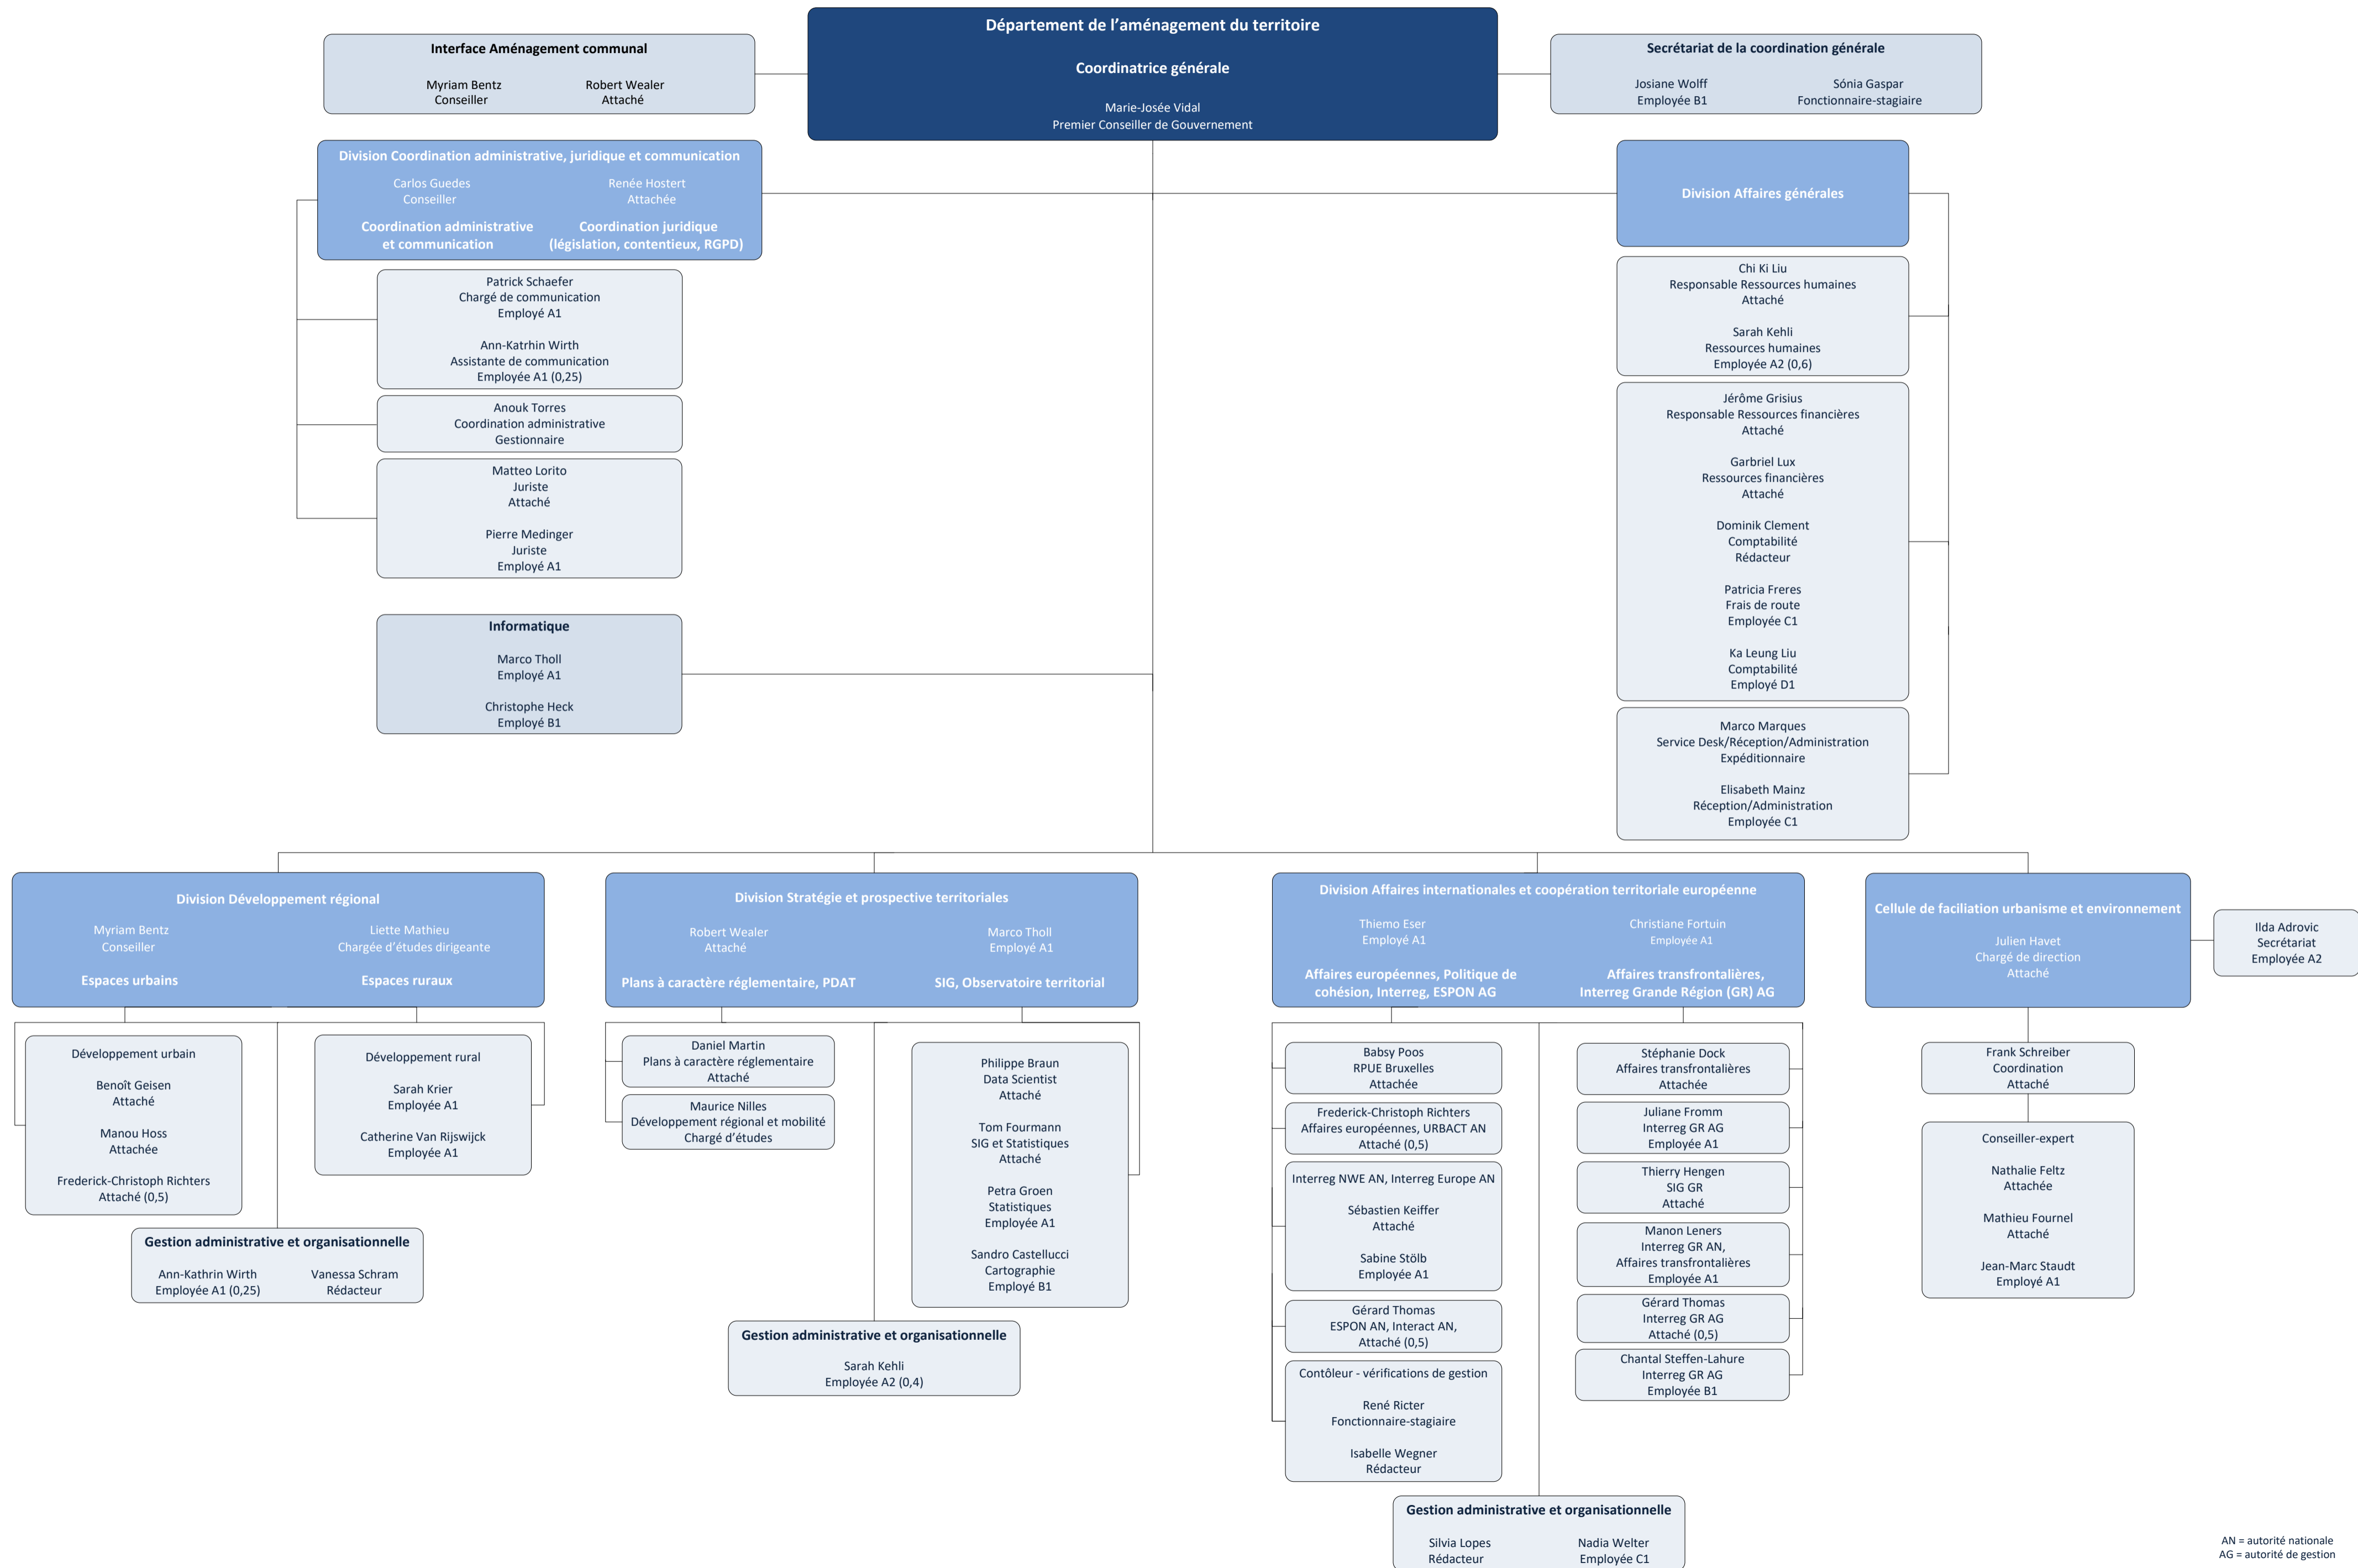 Département de l’aménagement du territoire
Coordinatrice générale
Marie-Josée Vidal
Premier Conseiller de Gouvernement
Interface Aménagement communal
Myriam Bentz
Conseiller
Robert Wealer
Attaché
Secrétariat de la coordination générale
Josiane Wolff
Employée B1
Sónia Gaspar
Fonctionnaire-stagiaire
Division Coordination administrative, juridique et communication
Carlos Guedes
Conseiller
Coordination administrative
et communication
Renée Hostert
Attachée
Coordination juridique
(législation, contentieux, RGPD)
Patrick Schaefer
Chargé de communication
Employé A1
Ann-Katrhin Wirth
Assistante de communication
Employée A1 (0,25)
Anouk Torres
Coordination administrative
Gestionnaire
Matteo Lorito
Juriste
Attaché
Pierre Medinger
Juriste
Employé A1
Informatique
Marco Tholl
Employé A1
Christophe Heck
Employé B1
Division Affaires générales
Chi Ki Liu
Responsable Ressources humaines
Attaché
Sarah Kehli
Ressources humaines
Employée A2 (0,6)
Jérôme Grisius
Responsable Ressources financières
Attaché
Garbriel Lux
Ressources financières
Attaché
Dominik Clement
Comptabilité
Rédacteur
Patricia Freres
Frais de route
Employée C1
Ka Leung Liu
Comptabilité
Employé D1
Marco Marques
Service Desk/Réception/Administration
Expéditionnaire
Elisabeth Mainz
Réception/Administration
Employée C1
Division Développement régional
Myriam Bentz
Conseiller
Espaces urbains
Liette Mathieu
Chargée d’études dirigeante
Espaces ruraux
Développement urbain
Benoît Geisen
Attaché
Manou Hoss
Attachée
Frederick-Christoph Richters
Attaché (0,5)
Développement rural
Sarah Krier
Employée A1
Catherine Van Rijswijck
Employée A1
Gestion administrative et organisationnelle
Ann-Kathrin Wirth
Employée A1 (0,25)
Vanessa Schram
Rédacteur
Division Stratégie et prospective territoriales
Robert Wealer
Attaché
Plans à caractère réglementaire, PDAT
Marco Tholl
Employé A1
SIG, Observatoire territorial
Daniel Martin
Plans à caractère réglementaire
Attaché
Maurice Nilles
Développement régional et mobilité
Chargé d’études
Philippe Braun
Data Scientist
Attaché
Tom Fourmann
SIG et Statistiques
Attaché
Petra Groen
Statistiques
Employée A1
Sandro Castellucci
Cartographie
Employé B1
Gestion administrative et organisationnelle
Sarah Kehli
Employée A2 (0,4)
Division Affaires internationales et coopération territoriale européenne
Thiemo Eser
Employé A1
Affaires européennes, Politique de
cohésion, Interreg, ESPON AG
Christiane Fortuin
Employée A1
Affaires transfrontalières,
Interreg Grande Région (GR) AG
Babsy Poos
RPUE Bruxelles
Attachée
Frederick-Christoph Richters
Affaires européennes, URBACT AN
Attaché (0,5)
Interreg NWE AN, Interreg Europe AN
Sébastien Keiffer
Attaché
Sabine Stölb
Employée A1
Gérard Thomas
ESPON AN, Interact AN,
Attaché (0,5)
Contôleur - vérifications de gestion
René Ricter
Fonctionnaire-stagiaire
Isabelle Wegner
Rédacteur
Stéphanie Dock
Affaires transfrontalières
Attachée
Juliane Fromm
Interreg GR AG
Employée A1
Thierry Hengen
SIG GR
Attaché
Manon Leners
Interreg GR AN,
Affaires transfrontalières
Employée A1
Gérard Thomas
Interreg GR AG
Attaché (0,5)
Chantal Steffen-Lahure
Interreg GR AG
Employée B1
Gestion administrative et organisationnelle
Silvia Lopes
Rédacteur
Nadia Welter
Employée C1
Cellule de faciliation urbanisme et environnement
Julien Havet
Chargé de direction
Attaché
Ilda Adrovic
Secrétariat
Employée A2
Frank Schreiber
Coordination
Attaché
Conseiller-expert
Nathalie Feltz
Attachée
Mathieu Fournel
Attaché
Jean-Marc Staudt
Employé A1
AN = autorité nationale
AG = autorité de gestion